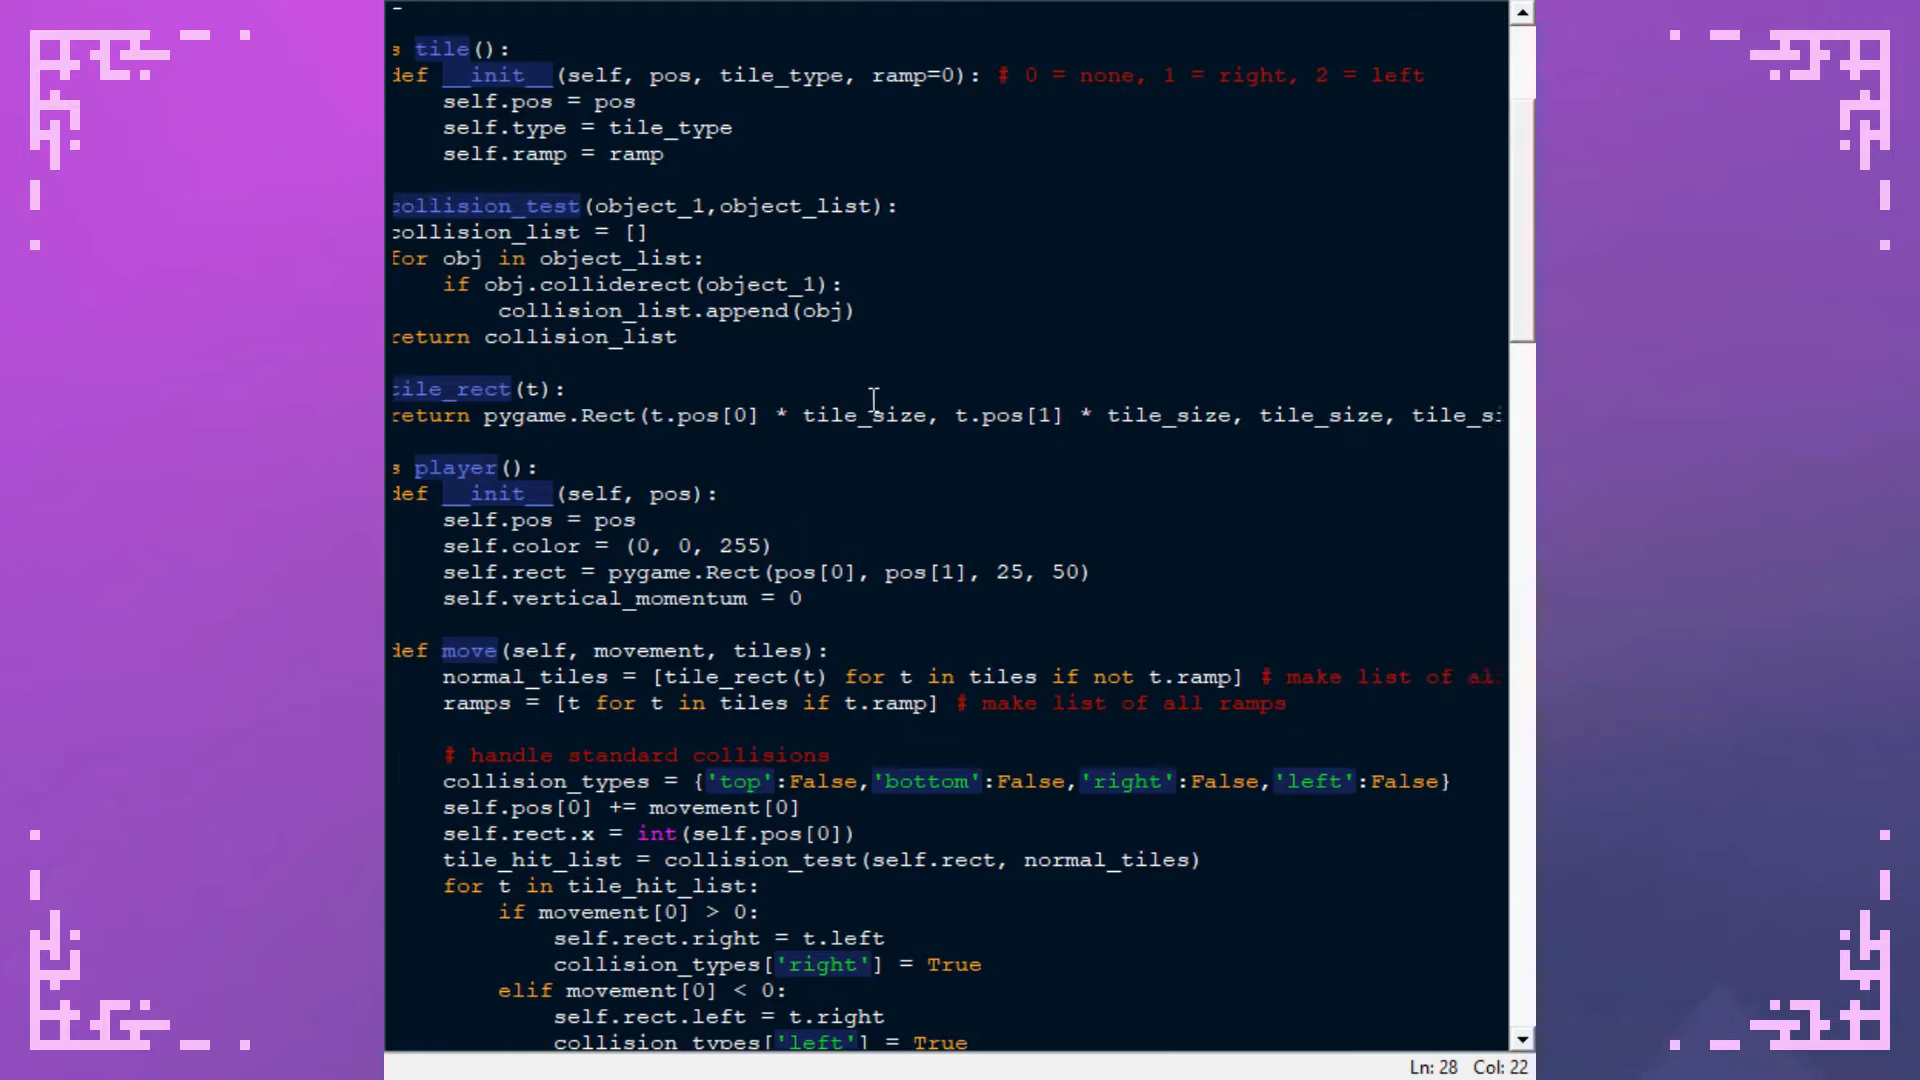 s tile():
def __init__(self, pos, tile_type, ramp=0): # 0 = none, 1 = right, 2 = left
self.pos = pos
self.type = tile_type
self.ramp = ramp
collision_test(object_1,object_list):
collision_list = []
for obj in object_list:
if obj.colliderect(object_1):
collision_list.append(obj)
return collision_list
tile_rect(t):
return pygame.Rect(t.pos[0] * tile_size, t.pos[1] * tile_size, tile_size, tile_si
s player():
def __init__(self, pos):
self.pos = pos
self.color = (0, 0, 255)
self.rect = pygame.Rect(pos[0], pos[1], 25, 50)
self.vertical_momentum = 0
def move(self, movement, tiles):
normal_tiles = [tile_rect(t) for t in tiles if not t.ramp] # make list of al
ramps = [t for t in tiles if t.ramp] # make list of all ramps
# handle standard collisions
collision_types = {'top':False,'bottom':False,'right':False,'left':False}
self.pos[0] += movement[0]
self.rect.x = int(self.pos[0])
tile_hit_list = collision_test(self.rect, normal_tiles)
for t in tile_hit_list:
if movement[0] > 0:
self.rect.right = t.left
collision_types['right'] = True
elif movement[0] < 0:
self.rect.left = t.right
collision_types['left'] = True
Ln: 28 Col: 22